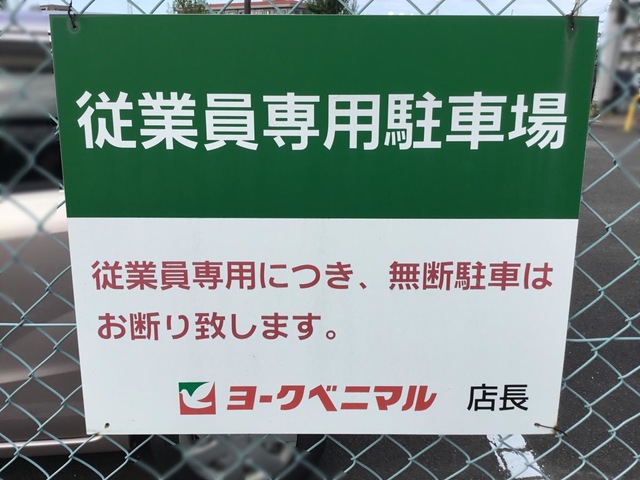 従業員専用駐車場
従業員専用につき、無断駐車は
お断り致します。
ヨークベニマル 店長